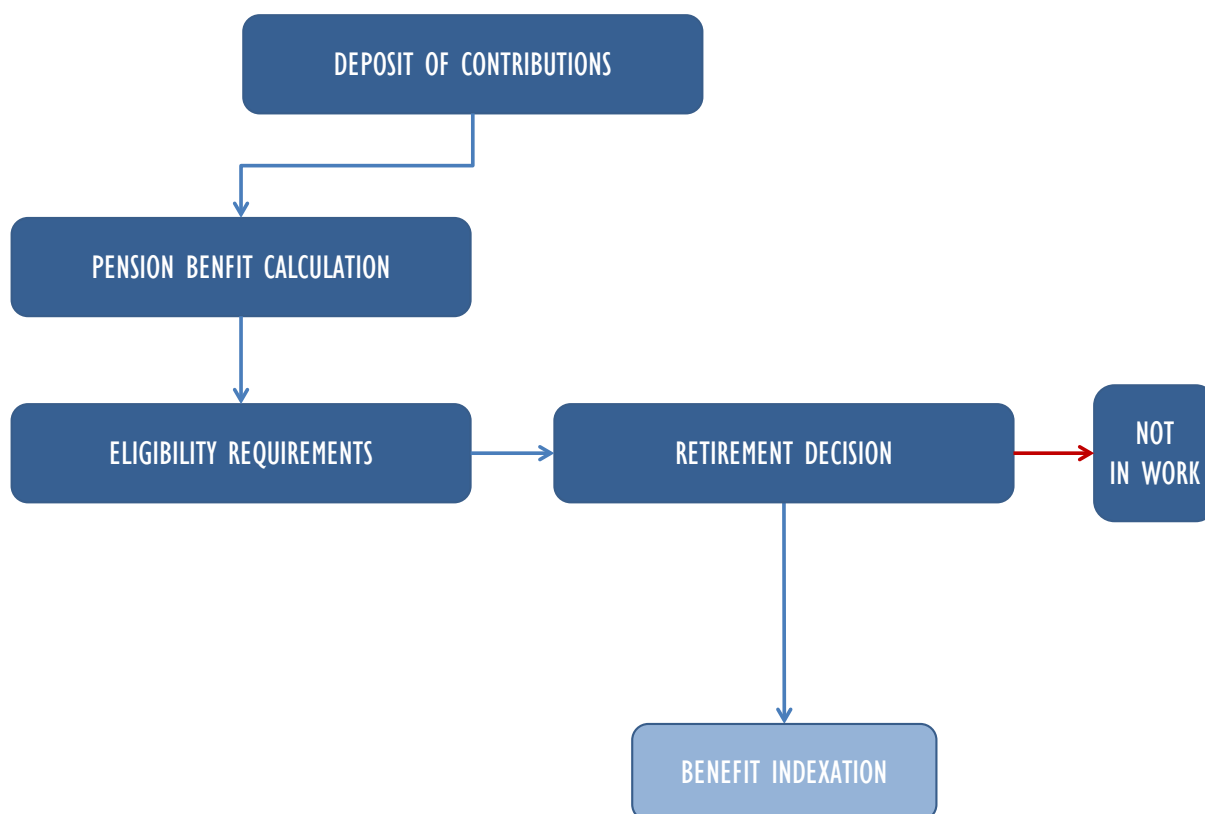 DEPOSIT OF CONTRIBUTIONS
PENSION BENFIT CALCULATION
ELIGIBILITY REQUIREMENTS
RETIREMENT DECISION
NOT
IN WORK
BENEFIT INDEXATION